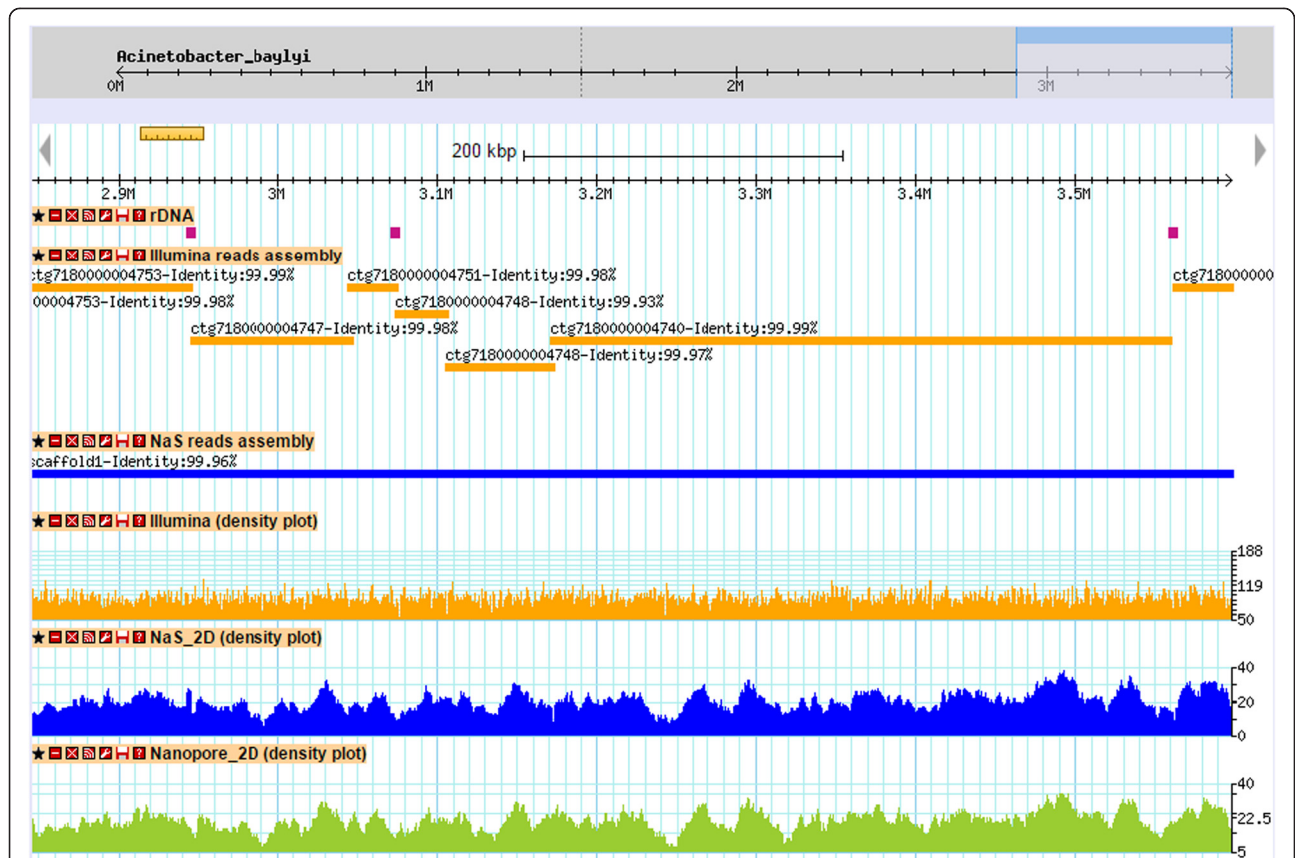 Acinetobacter_baylyi
0M 1M 2M 3M
200 kbp
2.9M 3M 3.1M 3.2M 3.3M 3.4M 3.5M
rDNA
Illumina reads assembly
ctg7180000004753-Identity:99.99% ctg7180000004751-Identity:99.98% ctg718000000
00004753-Identity:99.98% ctg7180000004748-Identity:99.93%
ctg7180000004747-Identity:99.98% ctg7180000004740-Identity:99.99%
ctg7180000004748-Identity:99.97%
NaS reads assembly
scaffold1-Identity:99.96%
Illumina (density plot)
188
119
50
NaS_2D (density plot)
40
20
0
Nanopore_2D (density plot)
40
22.5
5